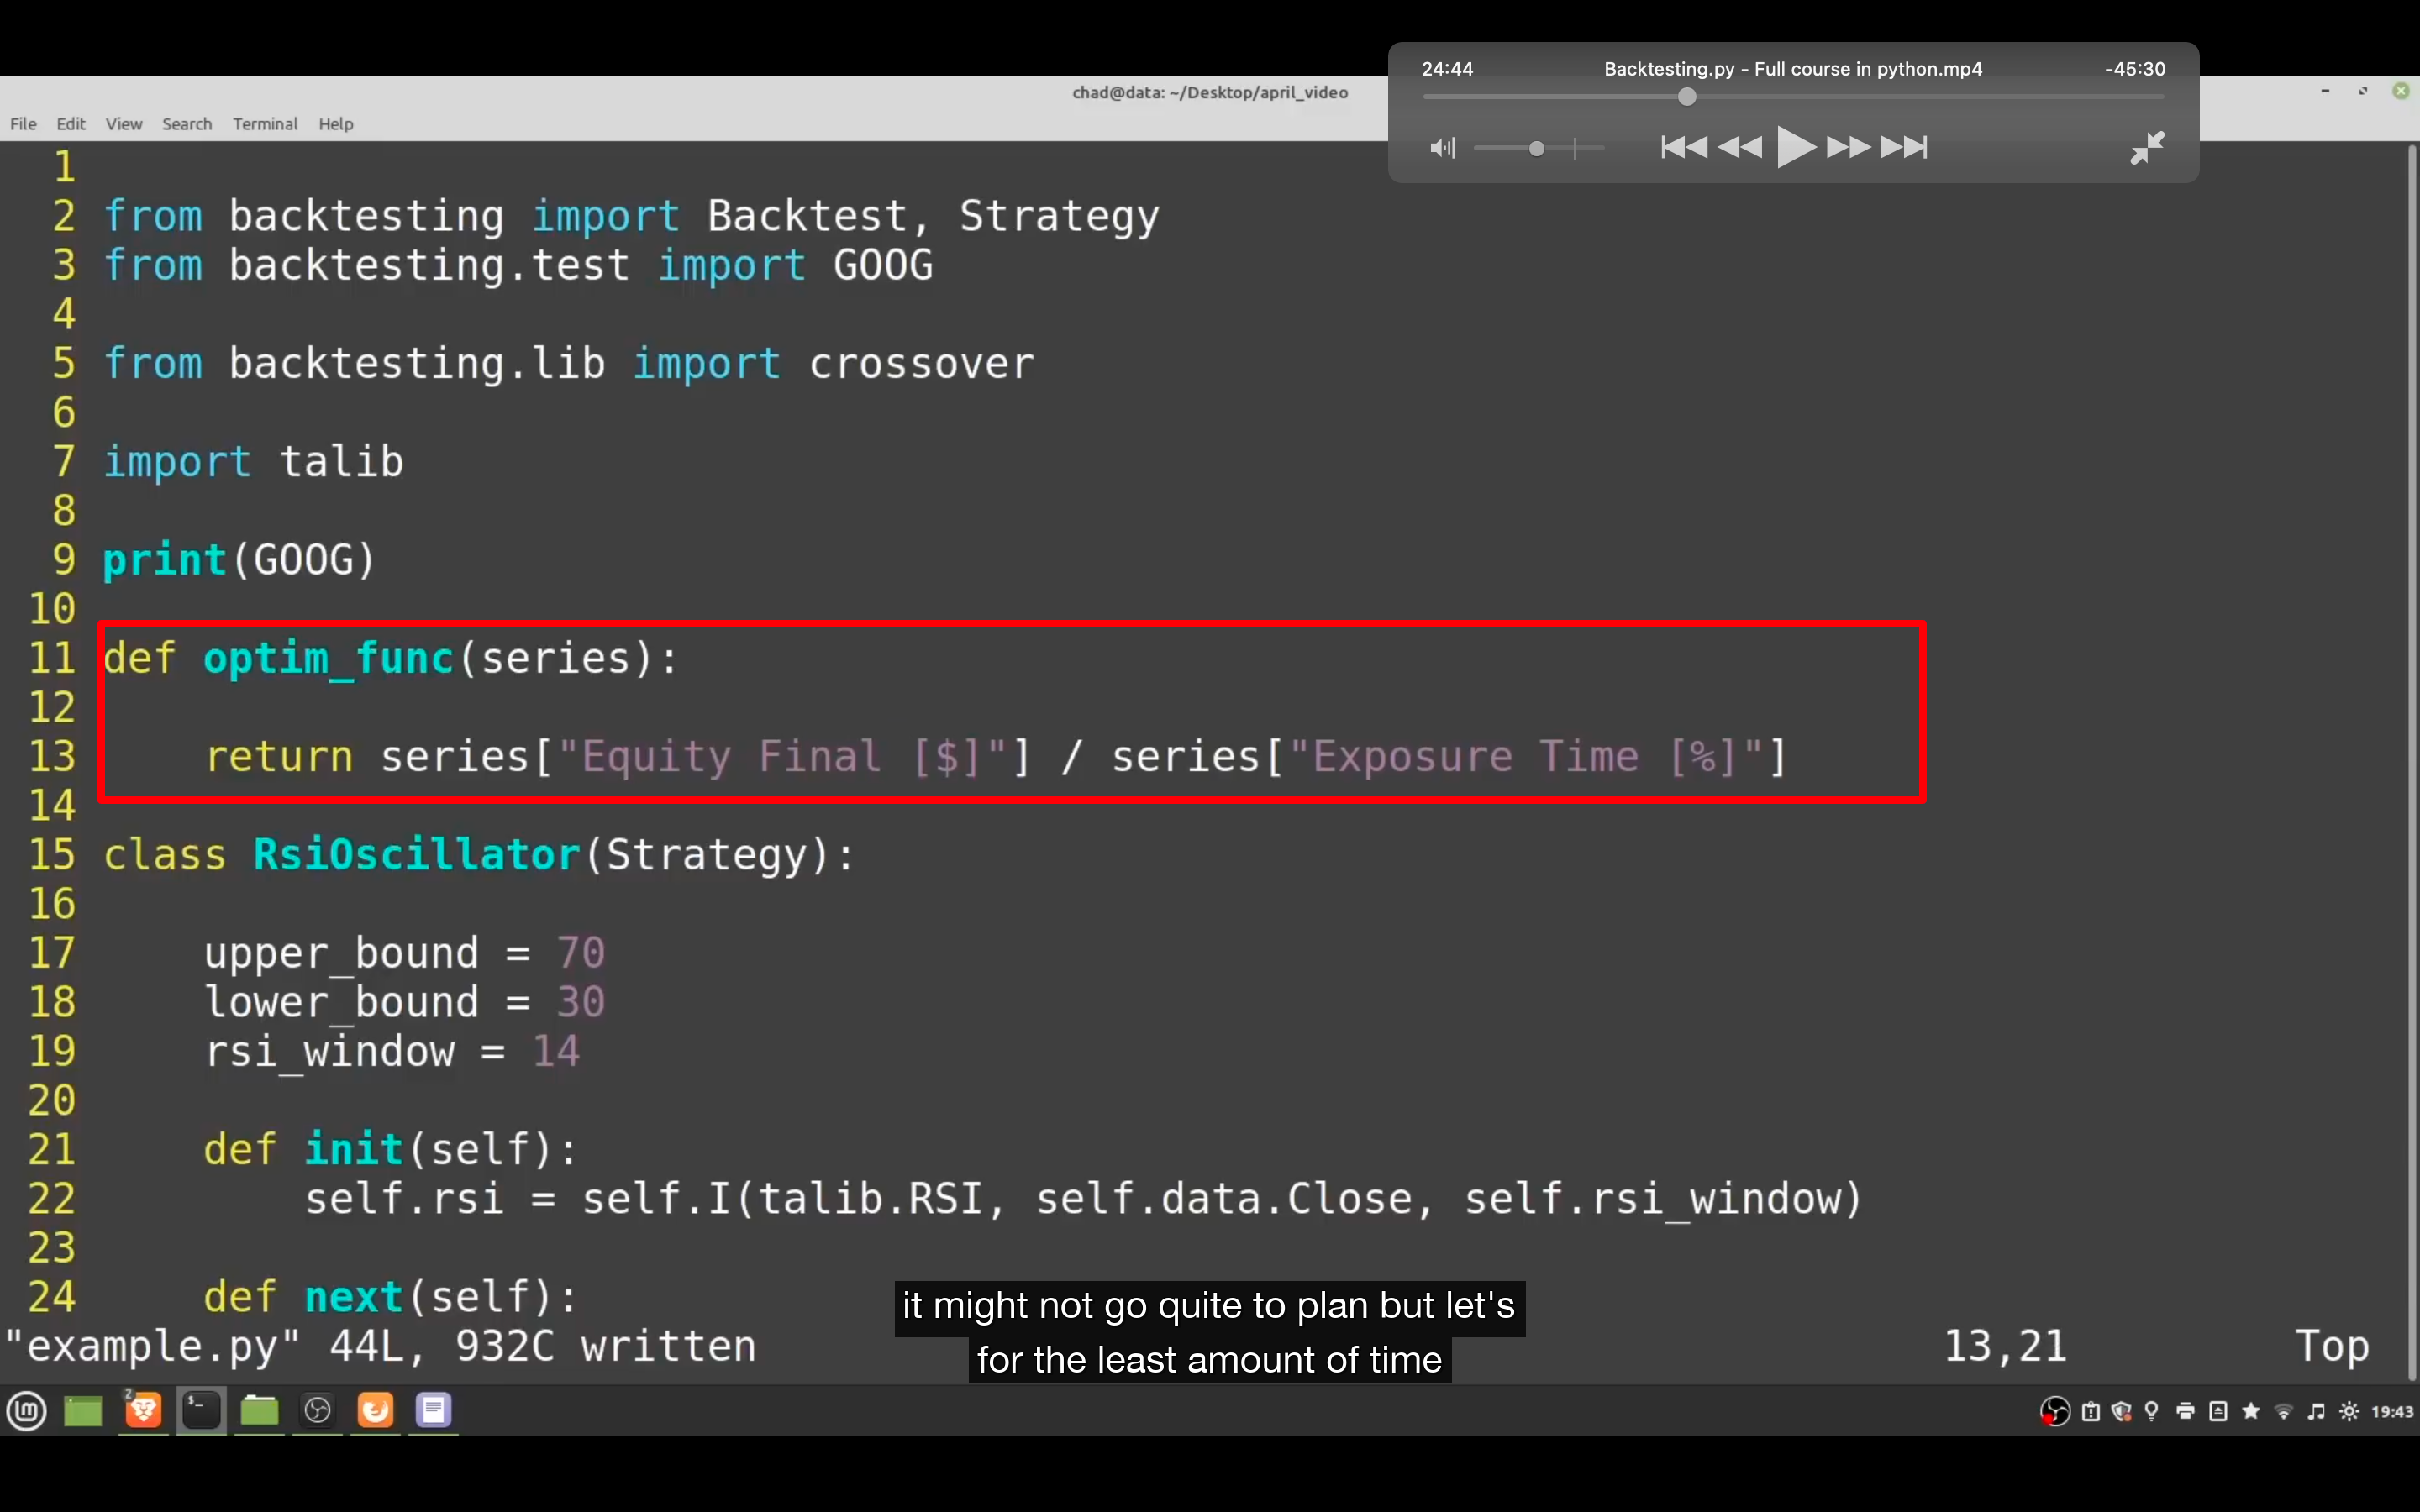 24:44 Backtesting.py - Full course in python.mp4 -45:30
chad@data: ~/Desktop/april_video
File Edit View Search Terminal Help
1
2 from backtesting import Backtest, Strategy
3 from backtesting.test import GOOG
4
5 from backtesting.lib import crossover
6
7 import talib
8
9 print(GOOG)
10
11 def optim_func(series):
12
13     return series["Equity Final [$]"] / series["Exposure Time [%]"]
14
15 class RsiOscillator(Strategy):
16
17     upper_bound = 70
18     lower_bound = 30
19     rsi_window = 14
20
21     def init(self):
22         self.rsi = self.I(talib.RSI, self.data.Close, self.rsi_window)
23
24     def next(self):
it might not go quite to plan but let's
for the least amount of time
"example.py" 44L, 932C written 13,21 Top
2
$_
19:43